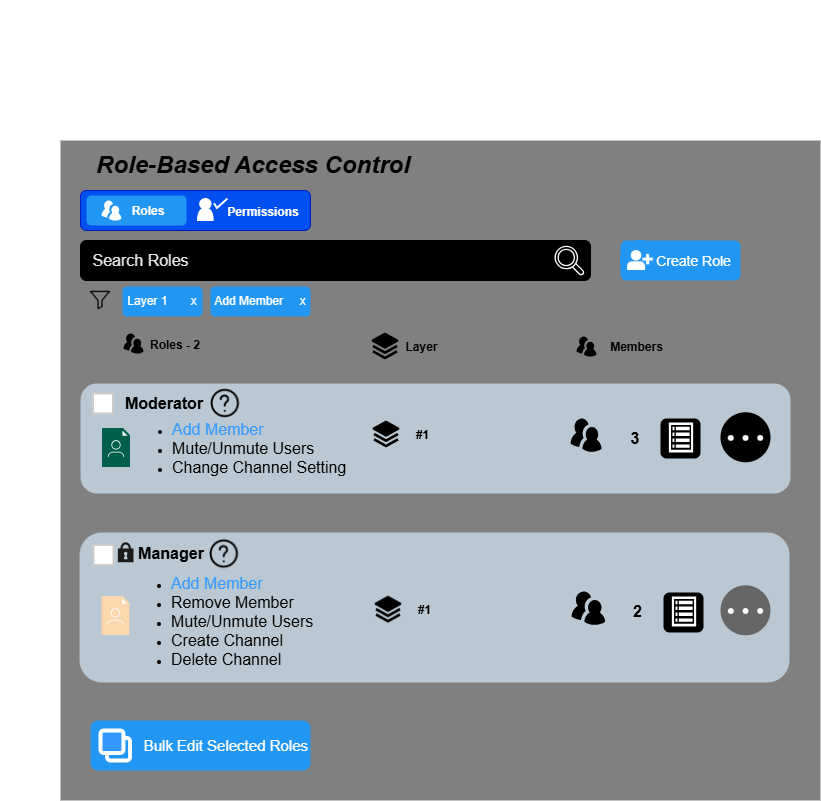 Role-Based Access Control
Roles
Permissions
Search Roles
Create Role
Layer 1 x
Add Member x
Roles - 2
Layer
Members
Moderator ?
Add Member
Mute/Unmute Users
Change Channel Setting
#1
3
Manager ?
Add Member
Remove Member
Mute/Unmute Users
Create Channel
Delete Channel
#1
2
Bulk Edit Selected Roles